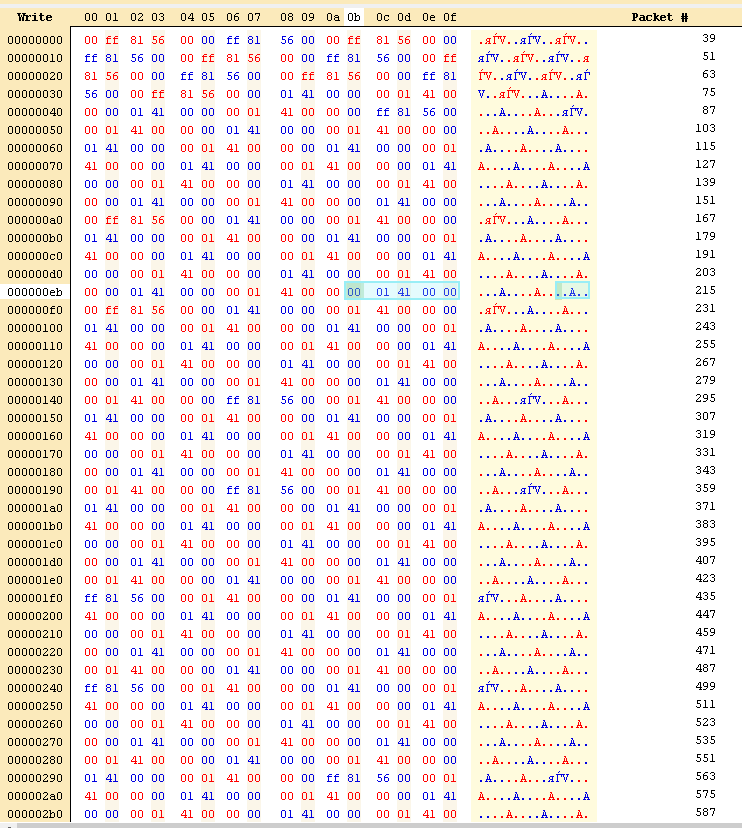 Write 00 01 02 03 04 05 06 07 08 09 0a 0b 0c 0d 0e 0f Packet #
00000000 00 ff 81 56 00 00 ff 81 56 00 00 ff 81 56 00 00 .яЃV..яЃV..яЃV.. 39
00000010 ff 81 56 00 00 ff 81 56 00 00 ff 81 56 00 00 ff яЃV..яЃV..яЃV..я 51
00000020 81 56 00 00 ff 81 56 00 00 ff 81 56 00 00 ff 81 ЃV..яЃV..яЃV..яЃ 63
00000030 56 00 00 ff 81 56 00 00 01 41 00 00 00 01 41 00 V..яЃV...A....A. 75
00000040 00 00 01 41 00 00 00 01 41 00 00 00 ff 81 56 00 ...A....A...яЃV. 87
00000050 00 01 41 00 00 00 01 41 00 00 00 01 41 00 00 00 ..A....A....A... 103
00000060 01 41 00 00 00 01 41 00 00 00 01 41 00 00 00 01 .A....A....A.... 115
00000070 41 00 00 00 01 41 00 00 00 01 41 00 00 00 01 41 A....A....A....A 127
00000080 00 00 00 01 41 00 00 00 01 41 00 00 00 01 41 00 ....A....A....A. 139
00000090 00 00 01 41 00 00 00 01 41 00 00 00 01 41 00 00 ...A....A....A.. 151
000000a0 00 ff 81 56 00 00 01 41 00 00 00 01 41 00 00 00 .яЃV...A....A... 167
000000b0 01 41 00 00 00 01 41 00 00 00 01 41 00 00 00 01 .A....A....A.... 179
000000c0 41 00 00 00 01 41 00 00 00 01 41 00 00 00 01 41 A....A....A....A 191
000000d0 00 00 00 01 41 00 00 00 01 41 00 00 00 01 41 00 ....A....A....A. 203
000000eb 00 00 01 41 00 00 00 01 41 00 00 00 01 41 00 00 ...A....A....A.. 215
000000f0 00 ff 81 56 00 00 01 41 00 00 00 01 41 00 00 00 .яЃV...A....A... 231
00000100 01 41 00 00 00 01 41 00 00 00 01 41 00 00 00 01 .A....A....A.... 243
00000110 41 00 00 00 01 41 00 00 00 01 41 00 00 00 01 41 A....A....A....A 255
00000120 00 00 00 01 41 00 00 00 01 41 00 00 00 01 41 00 ....A....A....A. 267
00000130 00 00 01 41 00 00 00 01 41 00 00 00 01 41 00 00 ...A....A....A.. 279
00000140 00 01 41 00 00 00 ff 81 56 00 00 01 41 00 00 00 ..A...яЃV...A... 295
00000150 01 41 00 00 00 01 41 00 00 00 01 41 00 00 00 01 .A....A....A.... 307
00000160 41 00 00 00 01 41 00 00 00 01 41 00 00 00 01 41 A....A....A....A 319
00000170 00 00 00 01 41 00 00 00 01 41 00 00 00 01 41 00 ....A....A....A. 331
00000180 00 00 01 41 00 00 00 01 41 00 00 00 01 41 00 00 ...A....A....A.. 343
00000190 00 01 41 00 00 00 ff 81 56 00 00 01 41 00 00 00 ..A...яЃV...A... 359
000001a0 01 41 00 00 00 01 41 00 00 00 01 41 00 00 00 01 .A....A....A.... 371
000001b0 41 00 00 00 01 41 00 00 00 01 41 00 00 00 01 41 A....A....A....A 383
000001c0 00 00 00 01 41 00 00 00 01 41 00 00 00 01 41 00 ....A....A....A. 395
000001d0 00 00 01 41 00 00 00 01 41 00 00 00 01 41 00 00 ...A....A....A.. 407
000001e0 00 01 41 00 00 00 01 41 00 00 00 01 41 00 00 00 ..A....A....A... 423
000001f0 ff 81 56 00 00 01 41 00 00 00 01 41 00 00 00 01 яЃV...A....A.... 435
00000200 41 00 00 00 01 41 00 00 00 01 41 00 00 00 01 41 A....A....A....A 447
00000210 00 00 00 01 41 00 00 00 01 41 00 00 00 01 41 00 ....A....A....A. 459
00000220 00 00 01 41 00 00 00 01 41 00 00 00 01 41 00 00 ...A....A....A.. 471
00000230 00 01 41 00 00 00 01 41 00 00 00 01 41 00 00 00 ..A....A....A... 487
00000240 ff 81 56 00 00 01 41 00 00 00 01 41 00 00 00 01 яЃV...A....A.... 499
00000250 41 00 00 00 01 41 00 00 00 01 41 00 00 00 01 41 A....A....A....A 511
00000260 00 00 00 01 41 00 00 00 01 41 00 00 00 01 41 00 ....A....A....A. 523
00000270 00 00 01 41 00 00 00 01 41 00 00 00 01 41 00 00 ...A....A....A.. 535
00000280 00 01 41 00 00 00 01 41 00 00 00 01 41 00 00 00 ..A....A....A... 551
00000290 01 41 00 00 00 01 41 00 00 00 ff 81 56 00 00 01 .A....A...яЃV... 563
000002a0 41 00 00 00 01 41 00 00 00 01 41 00 00 00 01 41 A....A....A....A 575
000002b0 00 00 00 01 41 00 00 00 01 41 00 00 00 01 41 00 ....A....A....A. 587